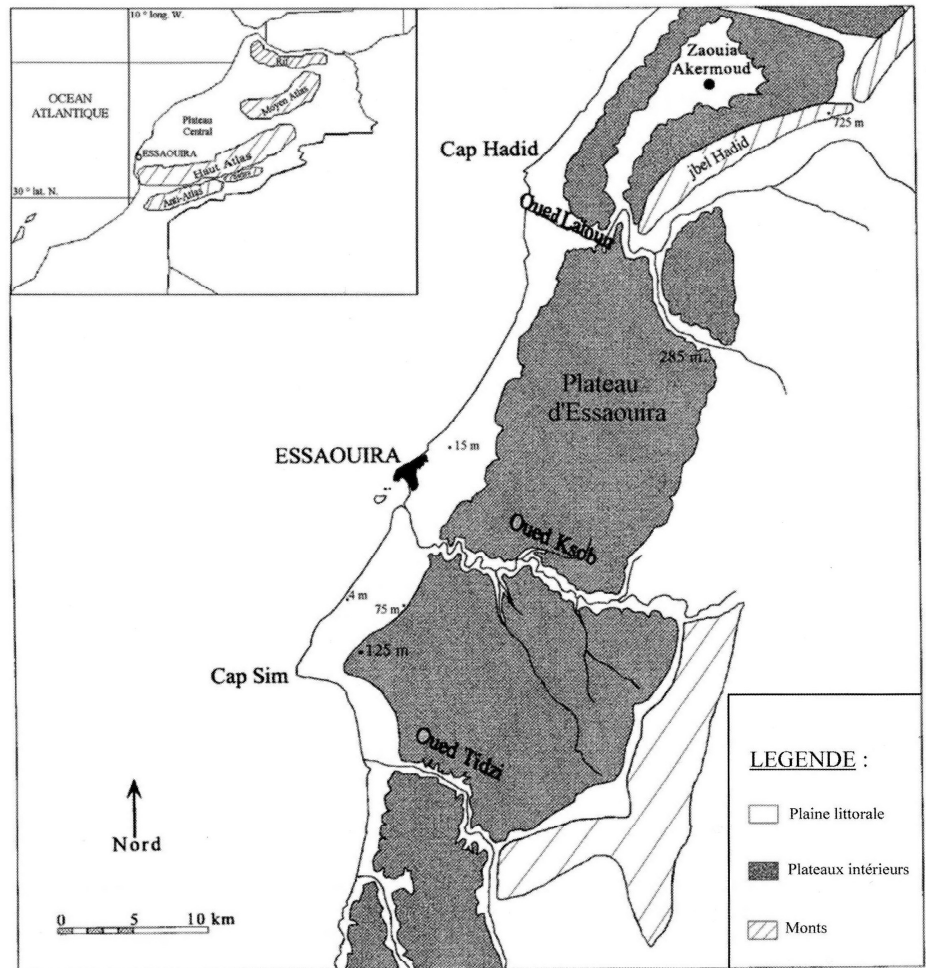 10 ° long. W.
Rif
OCEAN
ATLANTIQUE
Moyen Atlas
Plateau
Central
ESSAOUIRA
Haut Atlas
30 ° lat. N.
Anti-Atlas
Zaouia
Akermoud
725 m
Cap Hadid
jbel Hadid
Oued Latoun
285 m
Plateau
d'Essaouira
15 m
ESSAOUIRA
Oued Ksob
4 m
75 m
125 m
Cap Sim
Oued Tidzi
Nord
0 5 10 km
LEGENDE :
Plaine littorale
Plateaux intérieurs
Monts